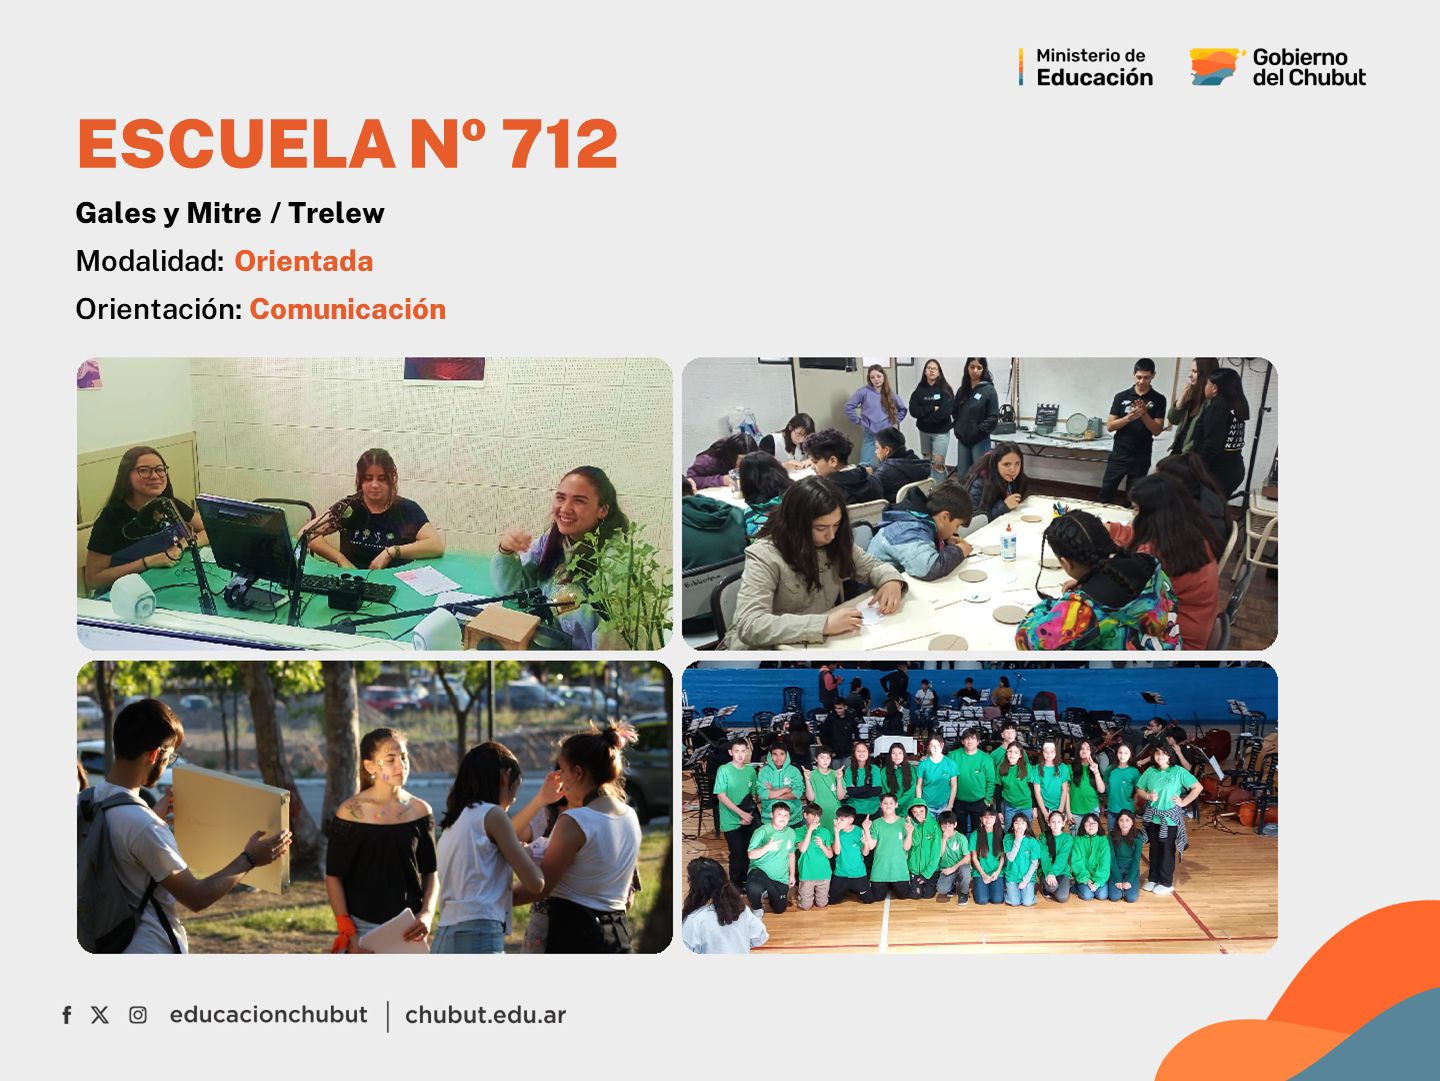 Ministerio de
Educación
Gobierno
del Chubut
ESCUELA Nº 712
Gales y Mitre / Trelew
Modalidad: Orientada
Orientación: Comunicación
educacionchubut | chubut.edu.ar